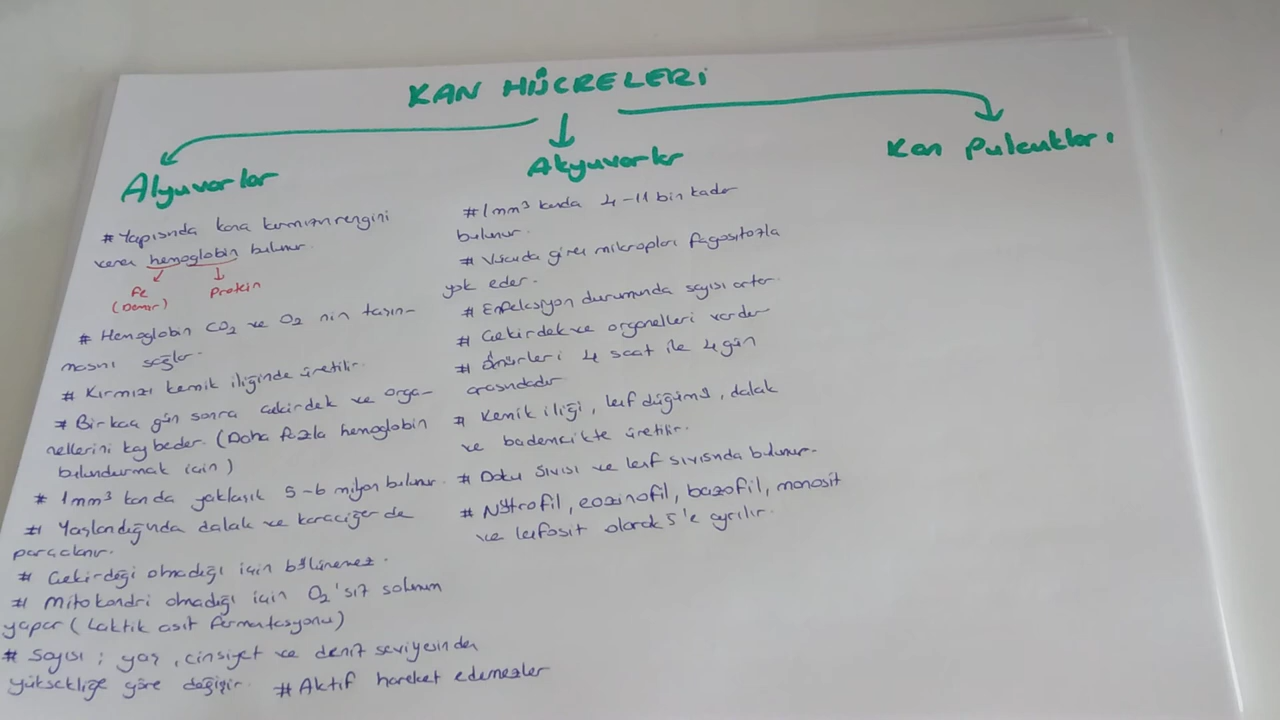 KAN HÜCRELERİ
Alyuvarlar
# Yapısında kana kırmızı rengini
veren hemoglobin bulunur.
Fe
(Demir)
Protein
# Hemoglobin CO2 ve O2 nin taşın-
masını sağlar.
# Kırmızı kemik iliğinde üretilir.
# Bir kaç gün sonra çekirdek ve orga-
nellerini kaybeder. (Daha fazla hemoglobin
bulundurmak için)
# 1mm³ kanda yaklaşık 5-6 milyon bulunur.
# Yaşlandığında dalak ve karaciğerde
parçalanır.
# Çekirdeği olmadığı için bölünemez.
# Mitokondri olmadığı için O2'siz solunum
yapar (Laktik asit fermantasyonu)
# Sayısı ; yaş, cinsiyet ve deniz seviyesinden
yüksekliğe göre değişir. # Aktif hareket edemezler
Akyuvarlar
# 1mm³ kanda 4-11 bin kadar
bulunur.
# Vücuda giren mikropları fagositozla
yok eder.
# Enfeksiyon durumunda sayısı artar.
# Çekirdek ve organelleri vardır
# Ömürleri 4 saat ile 4 gün
arasındadır
# Kemik iliği, lenf düğümü, dalak
ve bademcikte üretilir.
# Doku sıvısı ve lenf sıvısında bulunur.
# Nötrofil, eozinofil, bazofil, monosit
ve lenfosit olarak 5'e ayrılır.
Kan Pulcukları